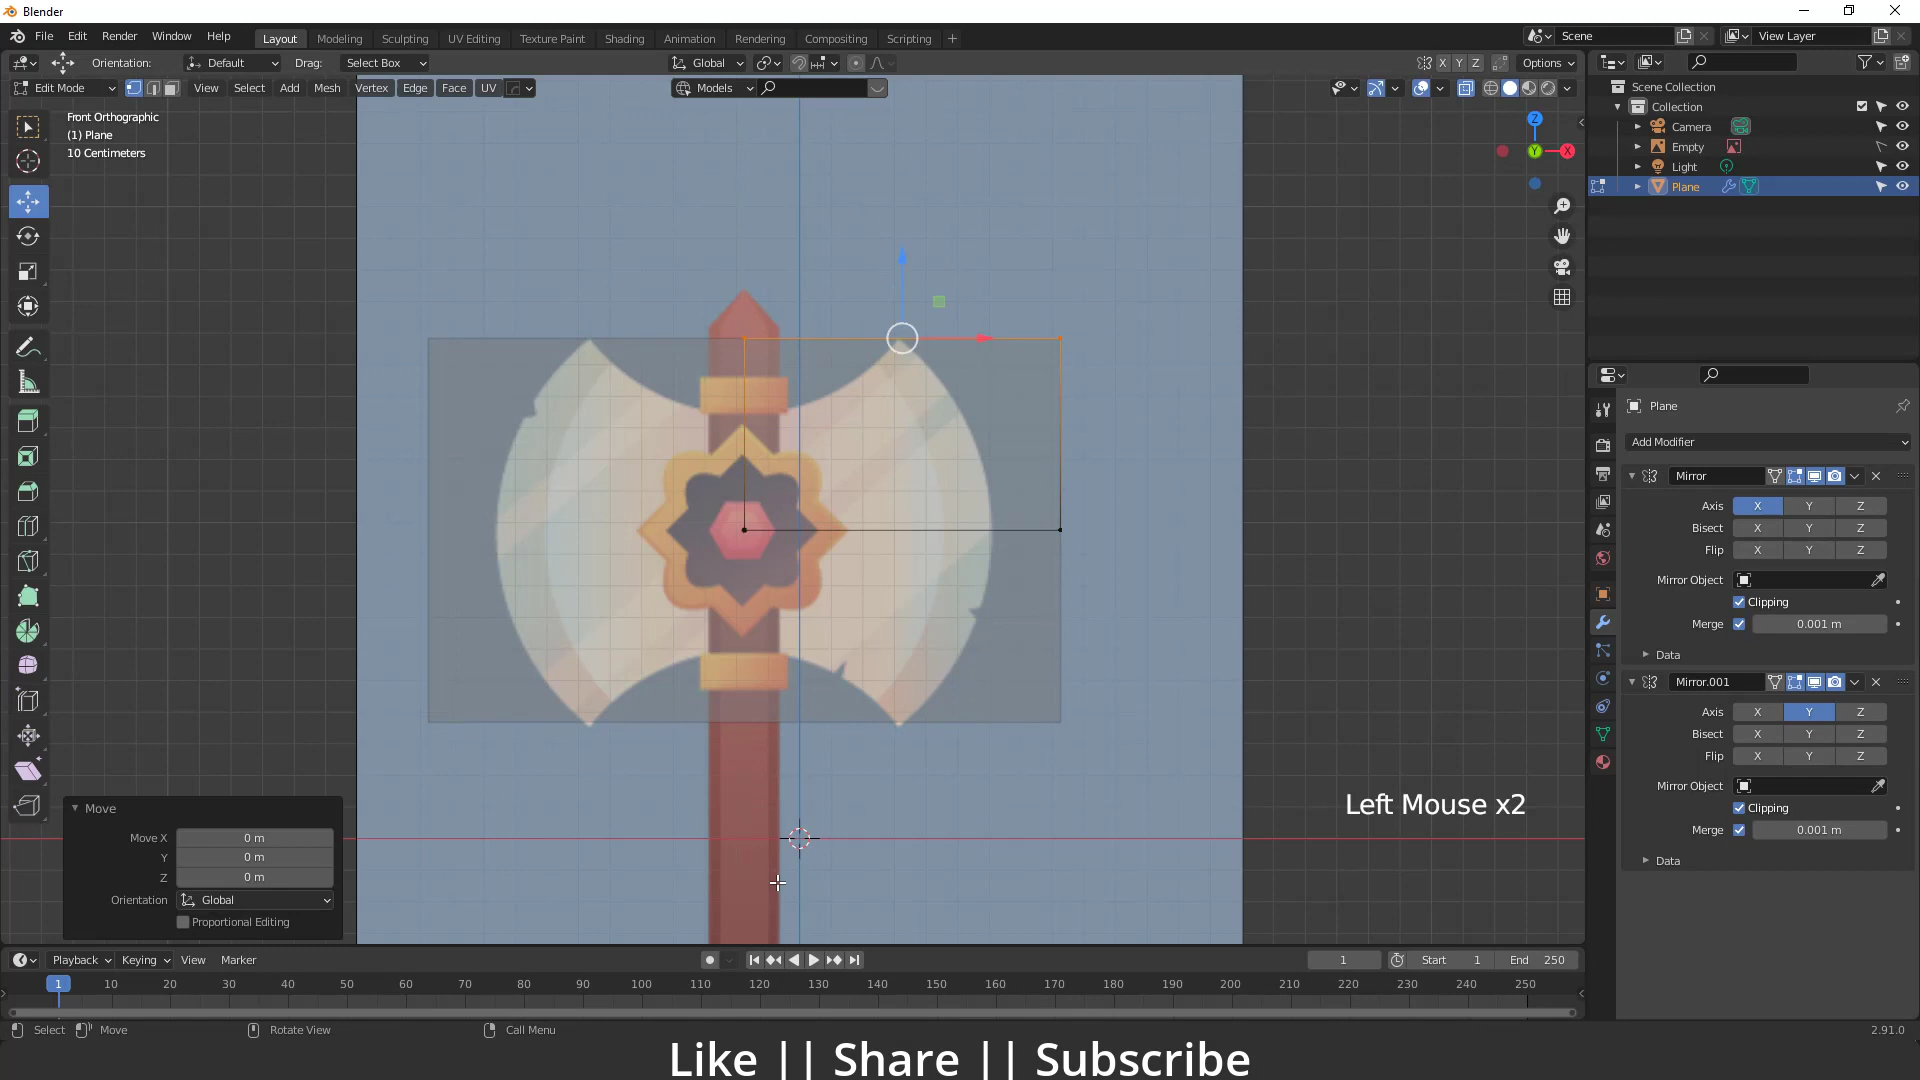 Blender
File Edit Render Window Help
Layout Modeling Sculpting UV Editing Texture Paint Shading Animation Rendering Compositing Scripting +
Scene
View Layer
Orientation: Default Drag: Select Box
Global
X Y Z Options
Edit Mode View Select Add Mesh Vertex Edge Face UV
Models
Front Orthographic
(1) Plane
10 Centimeters
Z
Y
X
Scene Collection
Collection
Camera
Empty
Light
Plane
Plane
Add Modifier
Mirror
Axis X Y Z
Bisect X Y Z
Flip X Y Z
Mirror Object
Clipping
Merge 0.001 m
Data
Mirror.001
Axis X Y Z
Bisect X Y Z
Flip X Y Z
Mirror Object
Clipping
Merge 0.001 m
Data
Left Mouse x2
Move
Move X 0 m
Y 0 m
Z 0 m
Orientation Global
Proportional Editing
Playback Keying View Marker
1 Start 1 End 250
1 10 20 30 40 50 60 70 80 90 100 110 120 130 140 150 160 170 180 190 200 210 220 230 240 250
Select Move Rotate View Call Menu
2.91.0
Like || Share || Subscribe